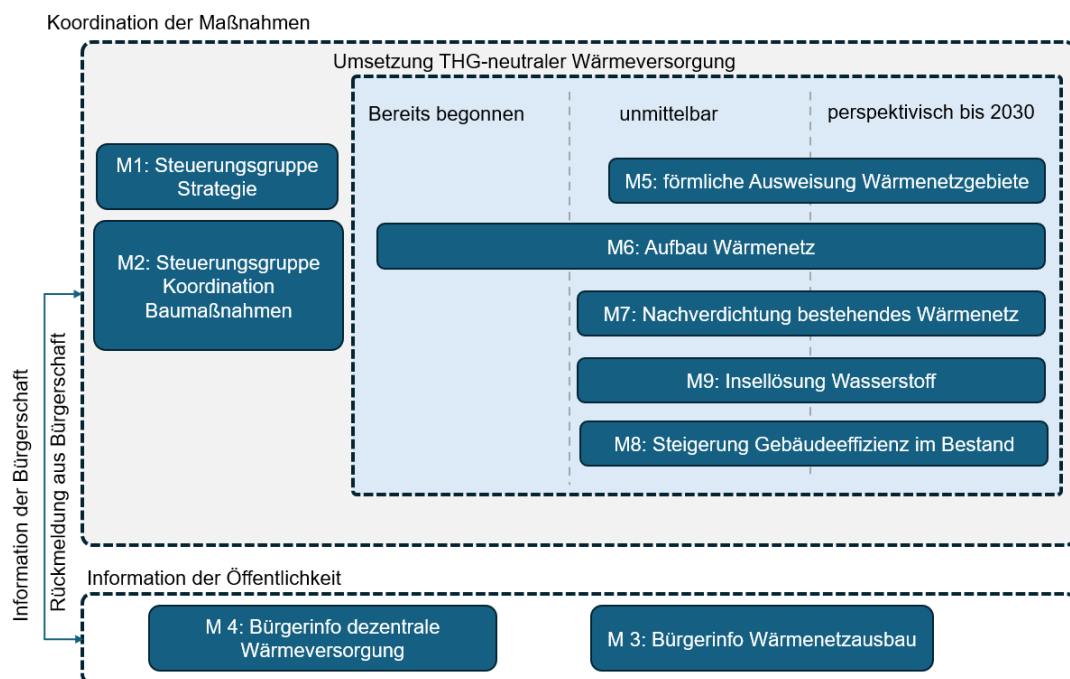 Koordination der Maßnahmen
Umsetzung THG-neutraler Wärmeversorgung
Bereits begonnen
unmittelbar
perspektivisch bis 2030
M1: Steuerungsgruppe
Strategie
M2: Steuerungsgruppe
Koordination
Baumaßnahmen
M5: förmliche Ausweisung Wärmenetzgebiete
M6: Aufbau Wärmenetz
M7: Nachverdichtung bestehendes Wärmenetz
M9: Insellösung Wasserstoff
M8: Steigerung Gebäudeeffizienz im Bestand
Information der Bürgerschaft
Rückmeldung aus Bürgerschaft
Information der Öffentlichkeit
M 4: Bürgerinfo dezentrale
Wärmeversorgung
M 3: Bürgerinfo Wärmenetzausbau